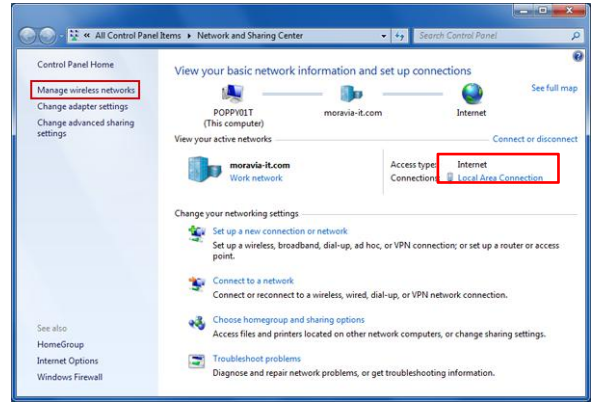 « All Control Panel Items ▸ Network and Sharing Center
Search Control Panel
Control Panel Home
Manage wireless networks
Change adapter settings
Change advanced sharing
settings
View your basic network information and set up connections
See full map
POPPY01T
(This computer)
moravia-it.com
Internet
View your active networks
Connect or disconnect
moravia-it.com
Work network
Access type: Internet
Connections: Local Area Connection
Change your networking settings
Set up a new connection or network
Set up a wireless, broadband, dial-up, ad hoc, or VPN connection; or set up a router or access
point.
Connect to a network
Connect or reconnect to a wireless, wired, dial-up, or VPN network connection.
Choose homegroup and sharing options
Access files and printers located on other network computers, or change sharing settings.
Troubleshoot problems
Diagnose and repair network problems, or get troubleshooting information.
See also
HomeGroup
Internet Options
Windows Firewall